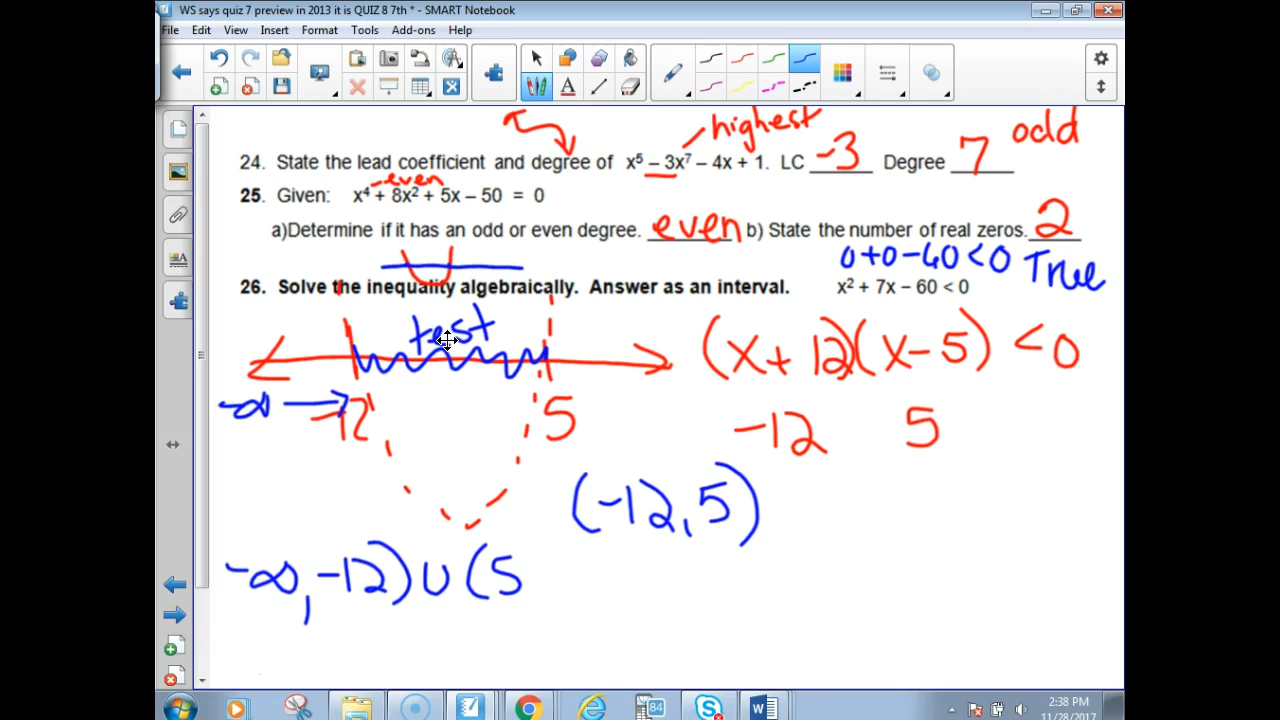 WS says quiz 7 preview in 2013 it is QUIZ 8 7th * - SMART Notebook
File Edit View Insert Format Tools Add-ons Help
highest
odd
24. State the lead coefficient and degree of x⁵ – 3x⁷ – 4x + 1. LC -3 Degree 7
- even
25. Given: x⁴ + 8x² + 5x – 50 = 0
a)Determine if it has an odd or even degree. even b) State the number of real zeros. 2
0+0-60<0 True
26. Solve the inequality algebraically. Answer as an interval. x² + 7x – 60 < 0
test
(x+12)(x-5) < 0
-∞
-12 5 -12 5
(-12,5)
-∞,-12)∪(5
84
2:38 PM
11/28/2017